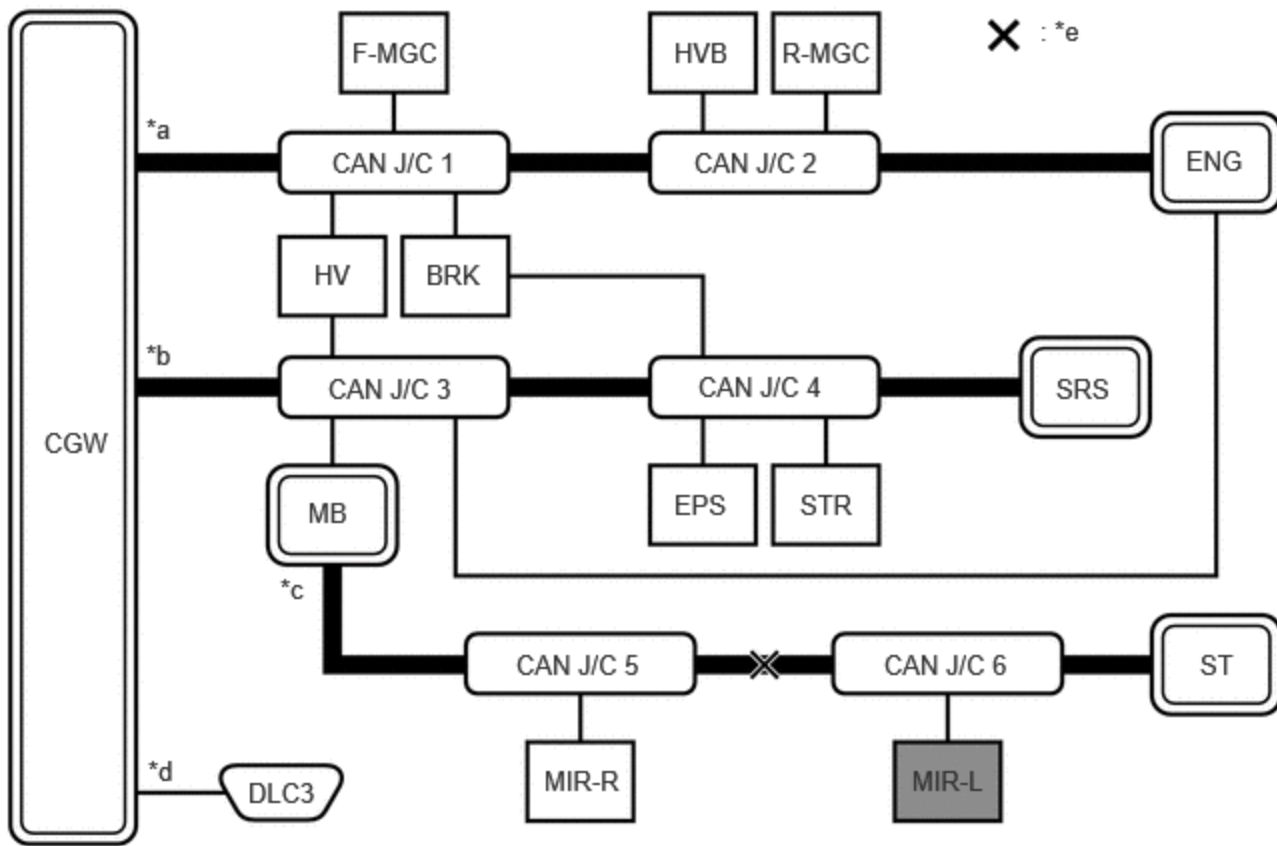 F-MGC
HVB
R-MGC
: *e
*a
CAN J/C 1
CAN J/C 2
ENG
HV
BRK
*b
CAN J/C 3
CAN J/C 4
SRS
CGW
MB
EPS
STR
*c
CAN J/C 5
CAN J/C 6
ST
*d
DLC3
MIR-R
MIR-L